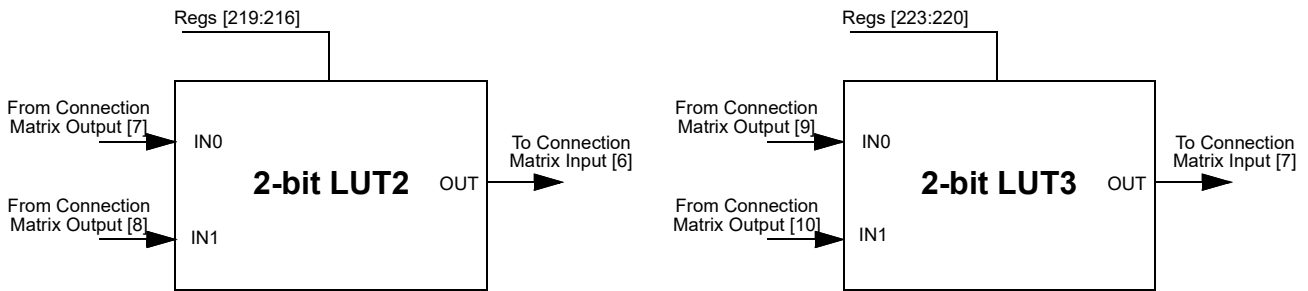 Regs [219:216]
From Connection
Matrix Output [7]
IN0
2-bit LUT2
OUT
To Connection
Matrix Input [6]
From Connection
Matrix Output [8]
IN1
Regs [223:220]
From Connection
Matrix Output [9]
IN0
2-bit LUT3
OUT
To Connection
Matrix Input [7]
From Connection
Matrix Output [10]
IN1